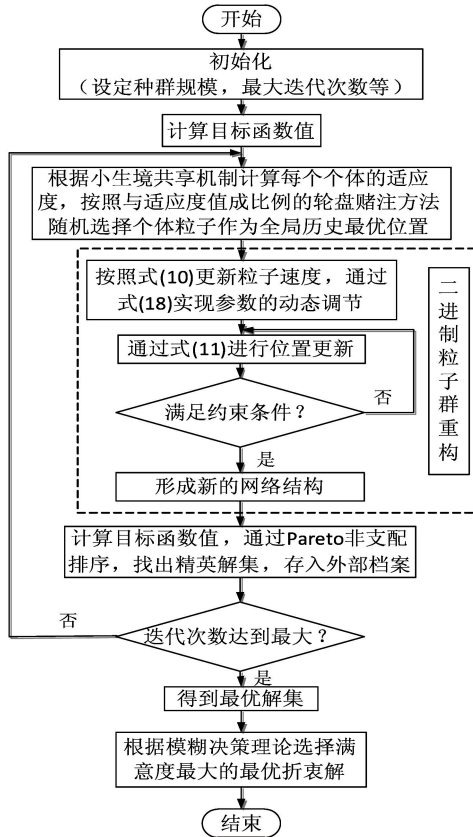 开始
初始化
（设定种群规模，最大迭代次数等）
计算目标函数值
根据小生境共享机制计算每个个体的适应
度，按照与适应度值成比例的轮盘赌注方法
随机选择个体粒子作为全局历史最优位置
按照式(10)更新粒子速度，通过
式(18)实现参数的动态调节
通过式(11)进行位置更新
否
满足约束条件？
是
形成新的网络结构
二进制粒子群重构
计算目标函数值，通过Pareto非支配
排序，找出精英解集，存入外部档案
否
迭代次数达到最大？
是
得到最优解集
根据模糊决策理论选择满
意度最大的最优折衷解
结束